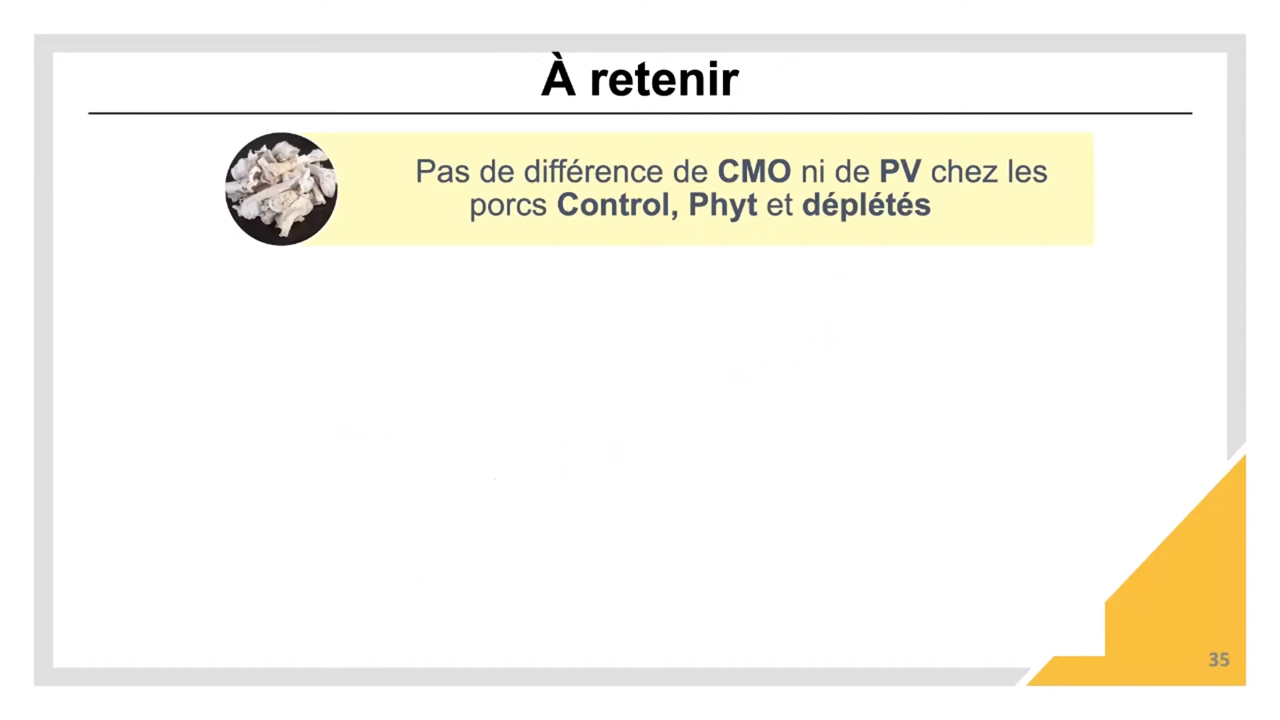 À retenir
Pas de différence de CMO ni de PV chez les
porcs Control, Phyt et déplétés
35